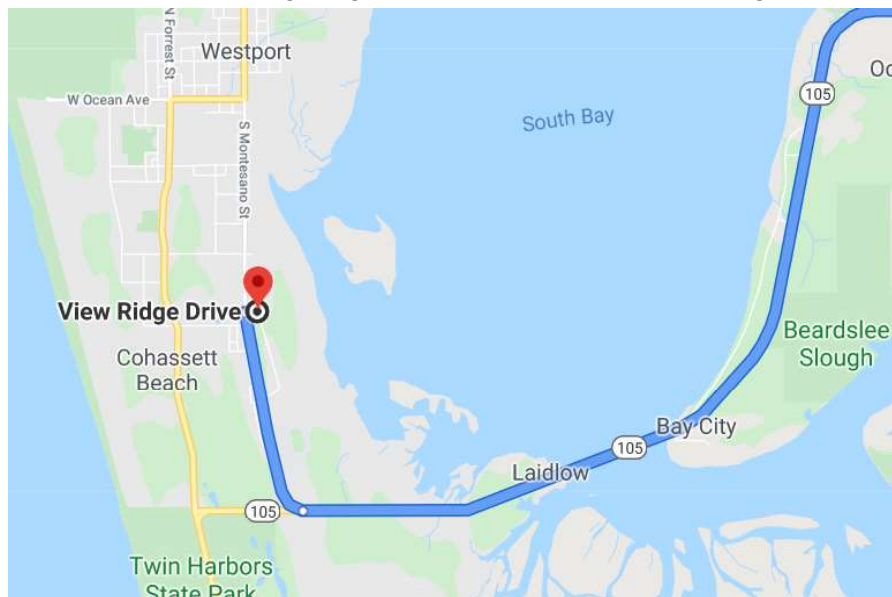 N Forrest St
Westport
W Ocean Ave
105
South Bay
S Montesano St
View Ridge Drive
Cohassett
Beach
Beardslee
Slough
Bay City
105
Laidlow
105
Twin Harbors
State Park